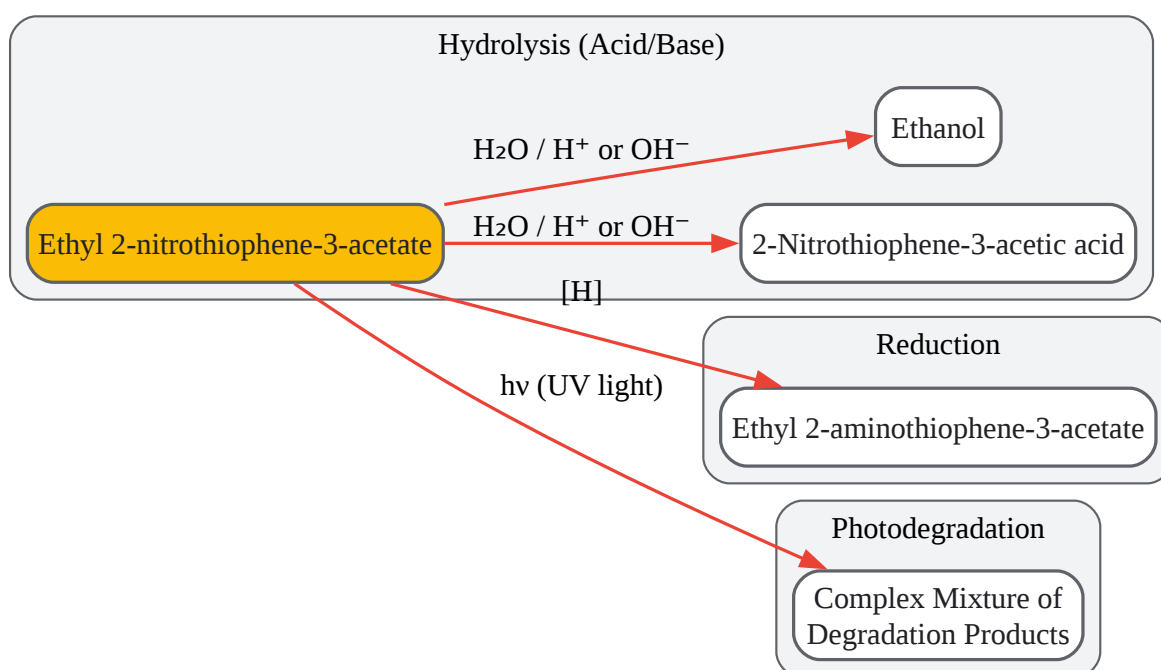 Hydrolysis (Acid/Base)
Ethanol
H₂O / H⁺ or OH⁻
Ethyl 2-nitrothiophene-3-acetate
H₂O / H⁺ or OH⁻
2-Nitrothiophene-3-acetic acid
[H]
Reduction
hν (UV light)
Ethyl 2-aminothiophene-3-acetate
Photodegradation
Complex Mixture of
Degradation Products